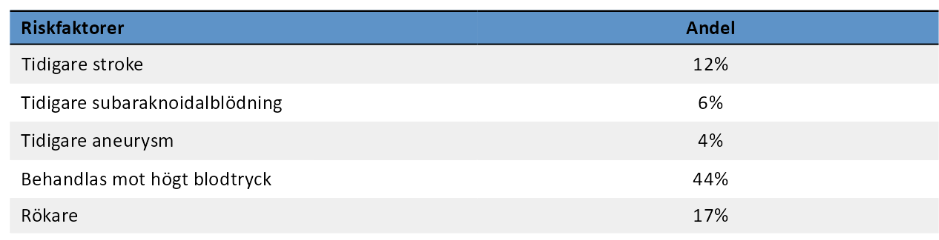 Riskfaktorer Andel
Tidigare stroke 12%
Tidigare subaraknoidalblödning 6%
Tidigare aneurysm 4%
Behandlas mot högt blodtryck 44%
Rökare 17%